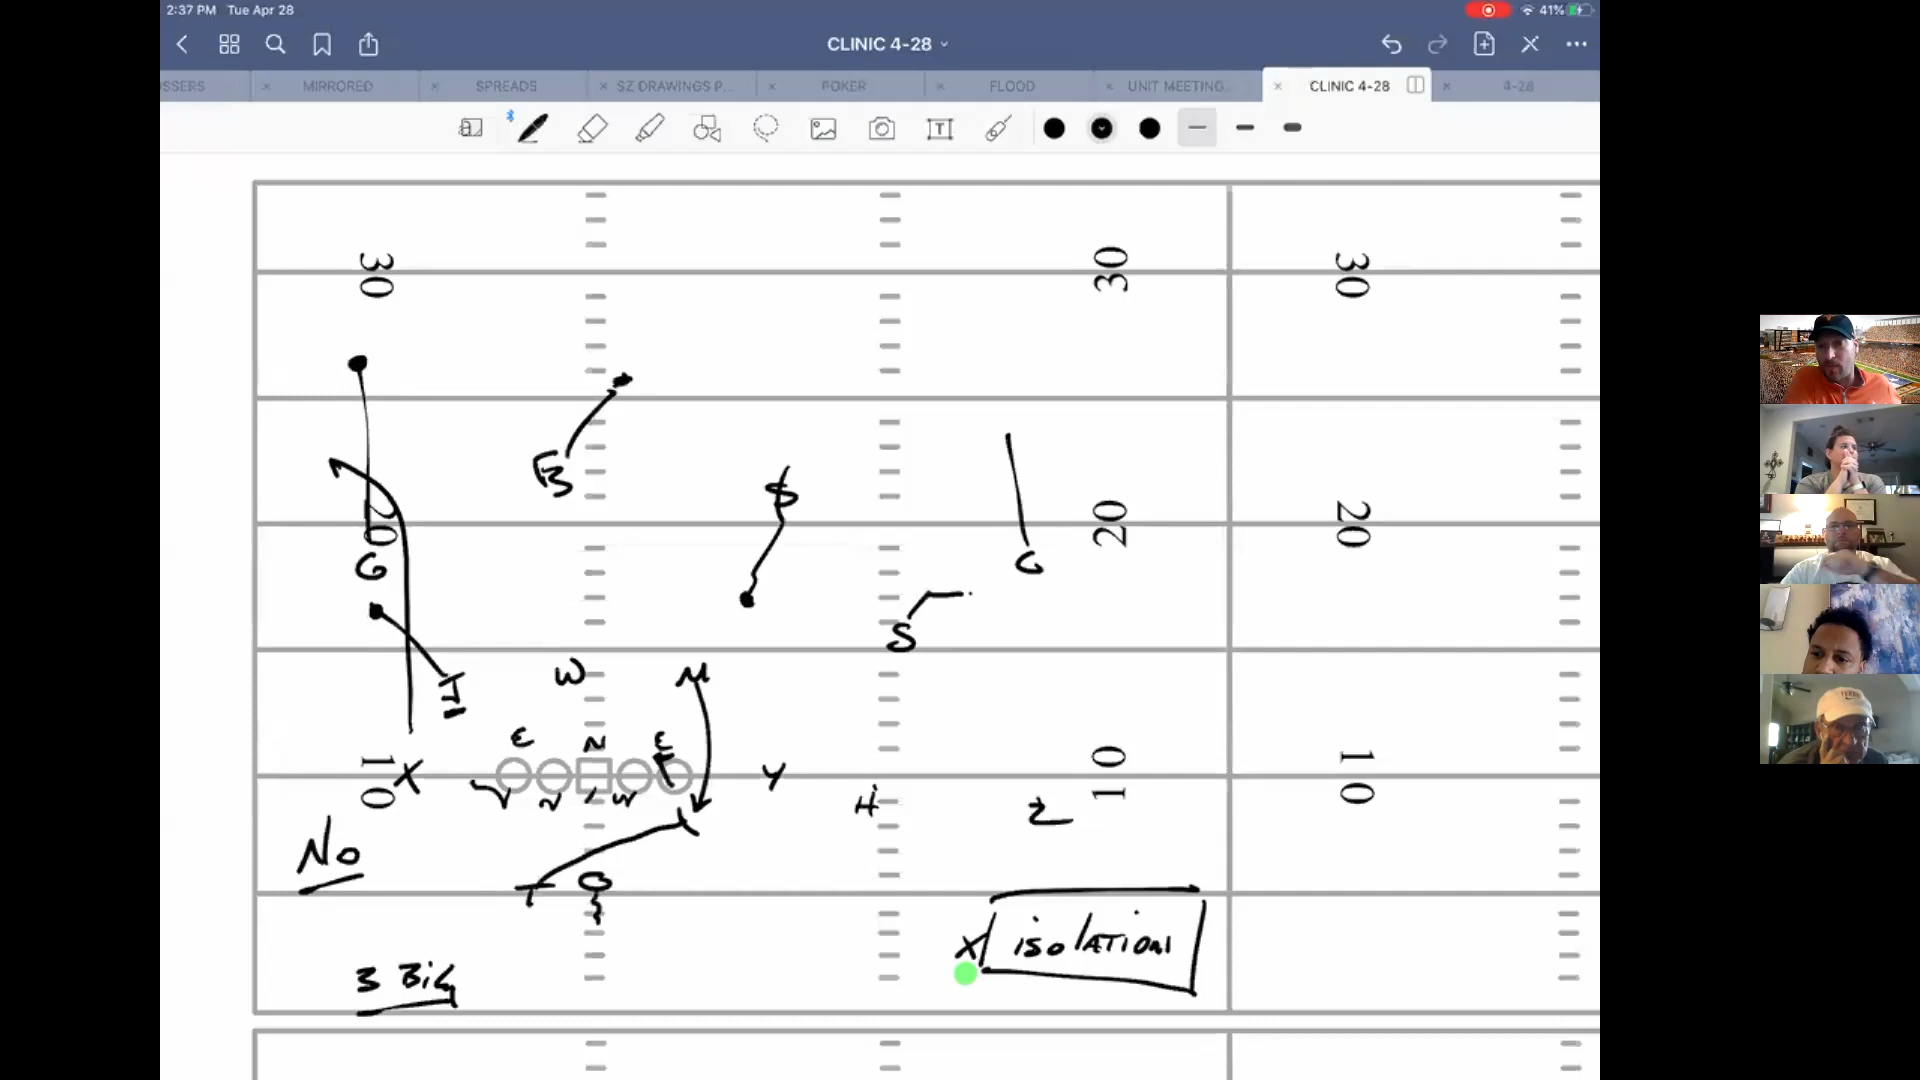 2:37 PM Tue Apr 28
41%
CLINIC 4-28
OSSERS
MIRRORED
SPREADS
SZ DRAWINGS P...
POKER
FLOOD
UNIT MEETING...
CLINIC 4-28
4-28
a
T
30
30
30
B
$
20
20
20
C
C
S
I
W
M
E
N
E
10
X
Y
H
Z
10
10
No
T
Q
X/ isolation
3 Big